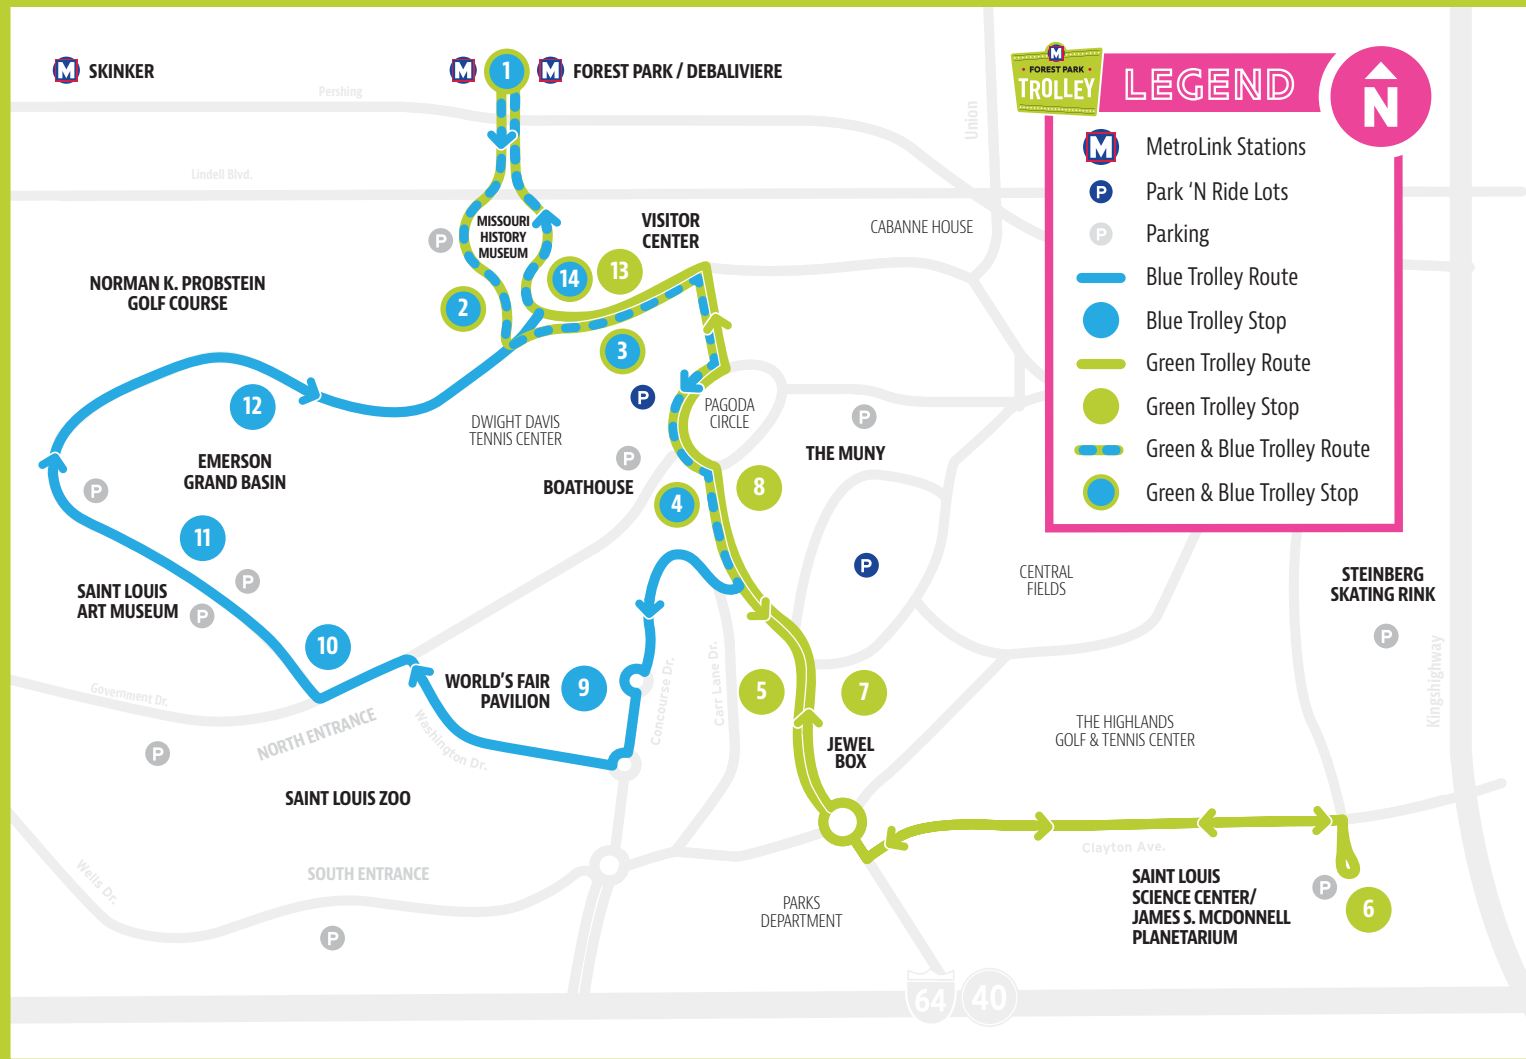 M SKINKER
M 1 M FOREST PARK / DEBALIVIERE
Pershing
Union
Lindell Blvd.
M
• FOREST PARK •
TROLLEY
LEGEND
N
M MetroLink Stations
P Park 'N Ride Lots
P Parking
Blue Trolley Route
Blue Trolley Stop
Green Trolley Route
Green Trolley Stop
Green & Blue Trolley Route
Green & Blue Trolley Stop
P
MISSOURI
HISTORY
MUSEUM
VISITOR
CENTER
CABANNE HOUSE
NORMAN K. PROBSTEIN
GOLF COURSE
2
14
13
3
12
P
DWIGHT DAVIS
TENNIS CENTER
PAGODA
CIRCLE
P
THE MUNY
EMERSON
GRAND BASIN
P
P
BOATHOUSE
4
8
11
P
SAINT LOUIS
ART MUSEUM
P
P
CENTRAL
FIELDS
STEINBERG
SKATING RINK
P
10
WORLD'S FAIR
PAVILION
9
5
7
Concourse Dr.
Carr Lane Dr.
Kingshighway
Government Dr.
NORTH ENTRANCE
Washington Dr.
P
JEWEL
BOX
THE HIGHLANDS
GOLF & TENNIS CENTER
SAINT LOUIS ZOO
Clayton Ave.
Wells Dr.
SOUTH ENTRANCE
P
PARKS
DEPARTMENT
SAINT LOUIS
SCIENCE CENTER/
JAMES S. MCDONNELL
PLANETARIUM
P
6
64
40